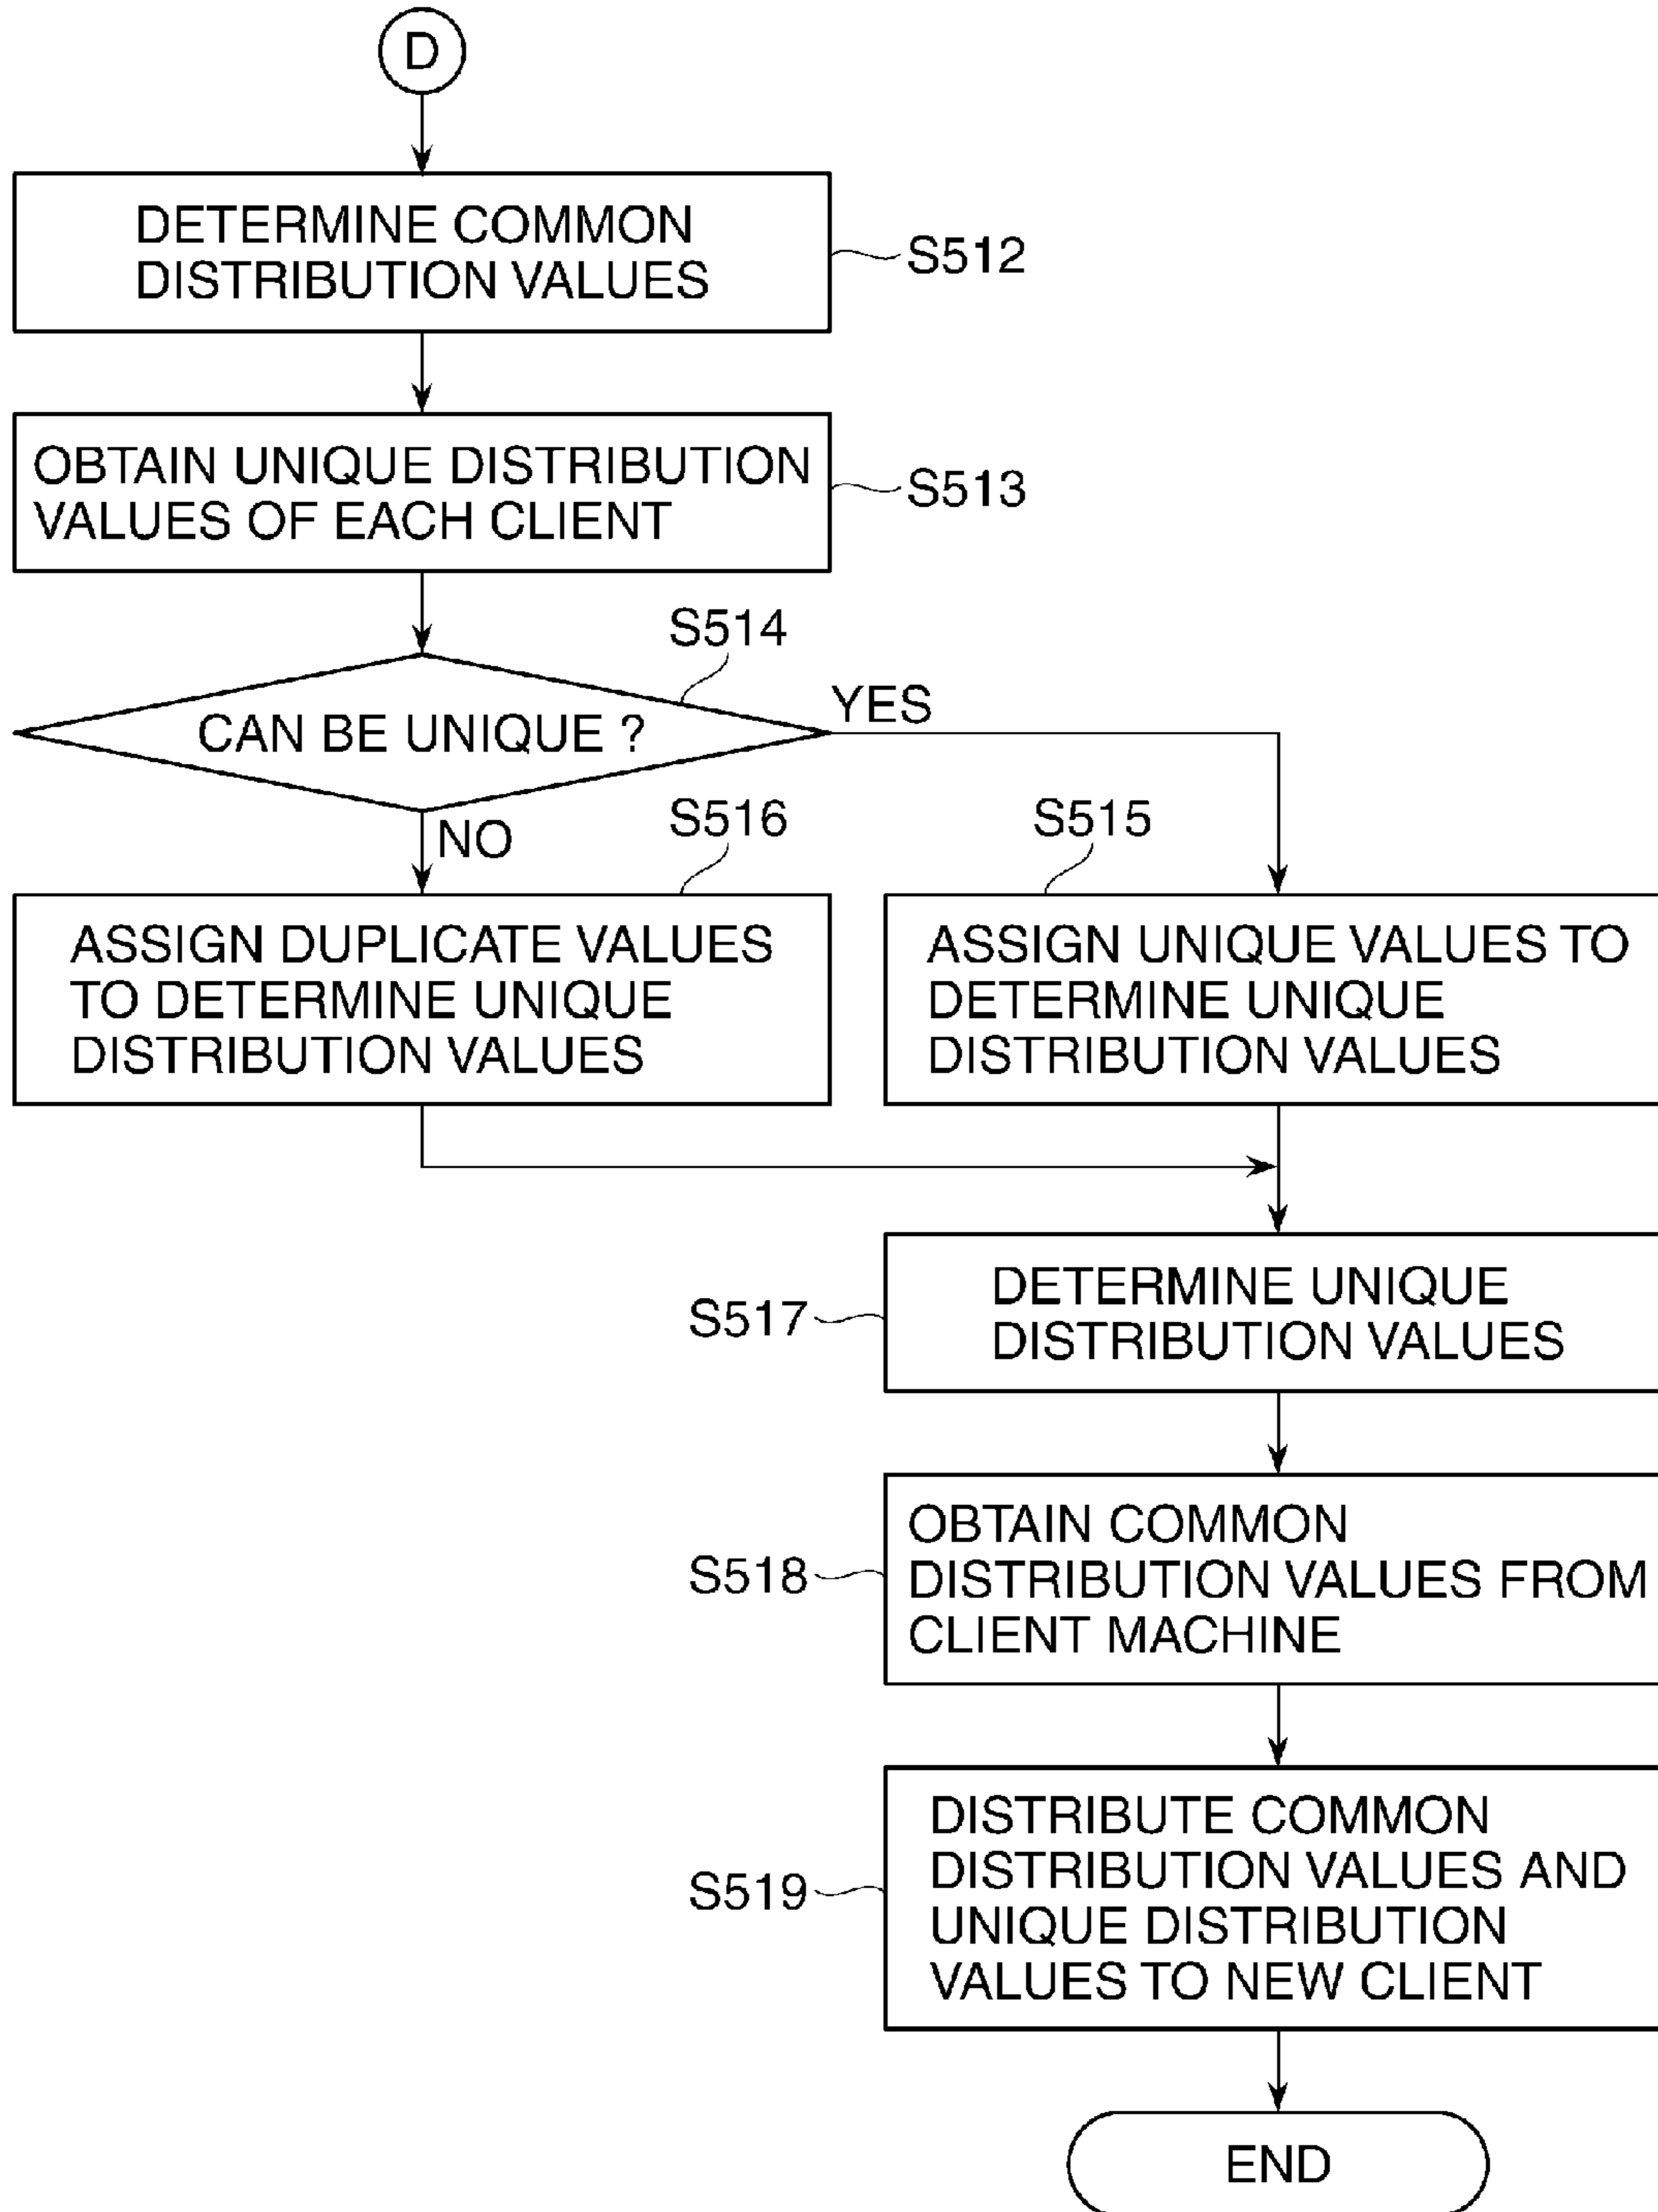 D
DETERMINE COMMON
DISTRIBUTION VALUES
S512
OBTAIN UNIQUE DISTRIBUTION
VALUES OF EACH CLIENT
S513
S514
CAN BE UNIQUE ?
YES
NO
S516
S515
ASSIGN DUPLICATE VALUES
TO DETERMINE UNIQUE
DISTRIBUTION VALUES
ASSIGN UNIQUE VALUES TO
DETERMINE UNIQUE
DISTRIBUTION VALUES
S517
DETERMINE UNIQUE
DISTRIBUTION VALUES
S518
OBTAIN COMMON
DISTRIBUTION VALUES FROM
CLIENT MACHINE
S519
DISTRIBUTE COMMON
DISTRIBUTION VALUES AND
UNIQUE DISTRIBUTION
VALUES TO NEW CLIENT
END